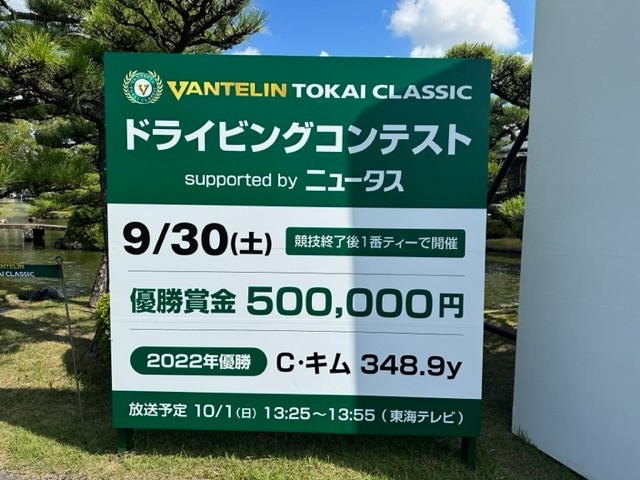 VANTELIN TOKAI CLASSIC
ドライビングコンテスト
supported by ニュータス
9/30(土) 競技終了後1番ティーで開催
優勝賞金 500,000円
2022年優勝 C・キム 348.9y
放送予定 10/1(日) 13:25～13:55(東海テレビ)
V
VANTELIN
TOKAI CLASSIC